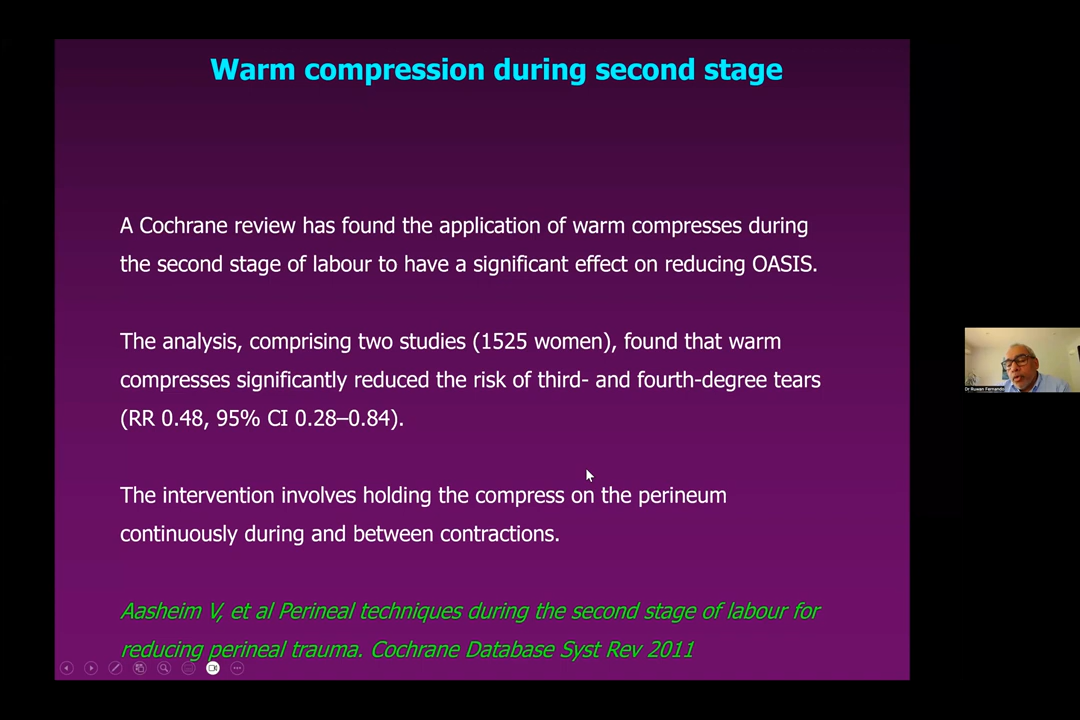 Warm compression during second stage
A Cochrane review has found the application of warm compresses during
the second stage of labour to have a significant effect on reducing OASIS.
The analysis, comprising two studies (1525 women), found that warm
compresses significantly reduced the risk of third- and fourth-degree tears
(RR 0.48, 95% CI 0.28–0.84).
The intervention involves holding the compress on the perineum
continuously during and between contractions.
Aasheim V, et al Perineal techniques during the second stage of labour for
reducing perineal trauma. Cochrane Database Syst Rev 2011
Dr Ruwan Fernando